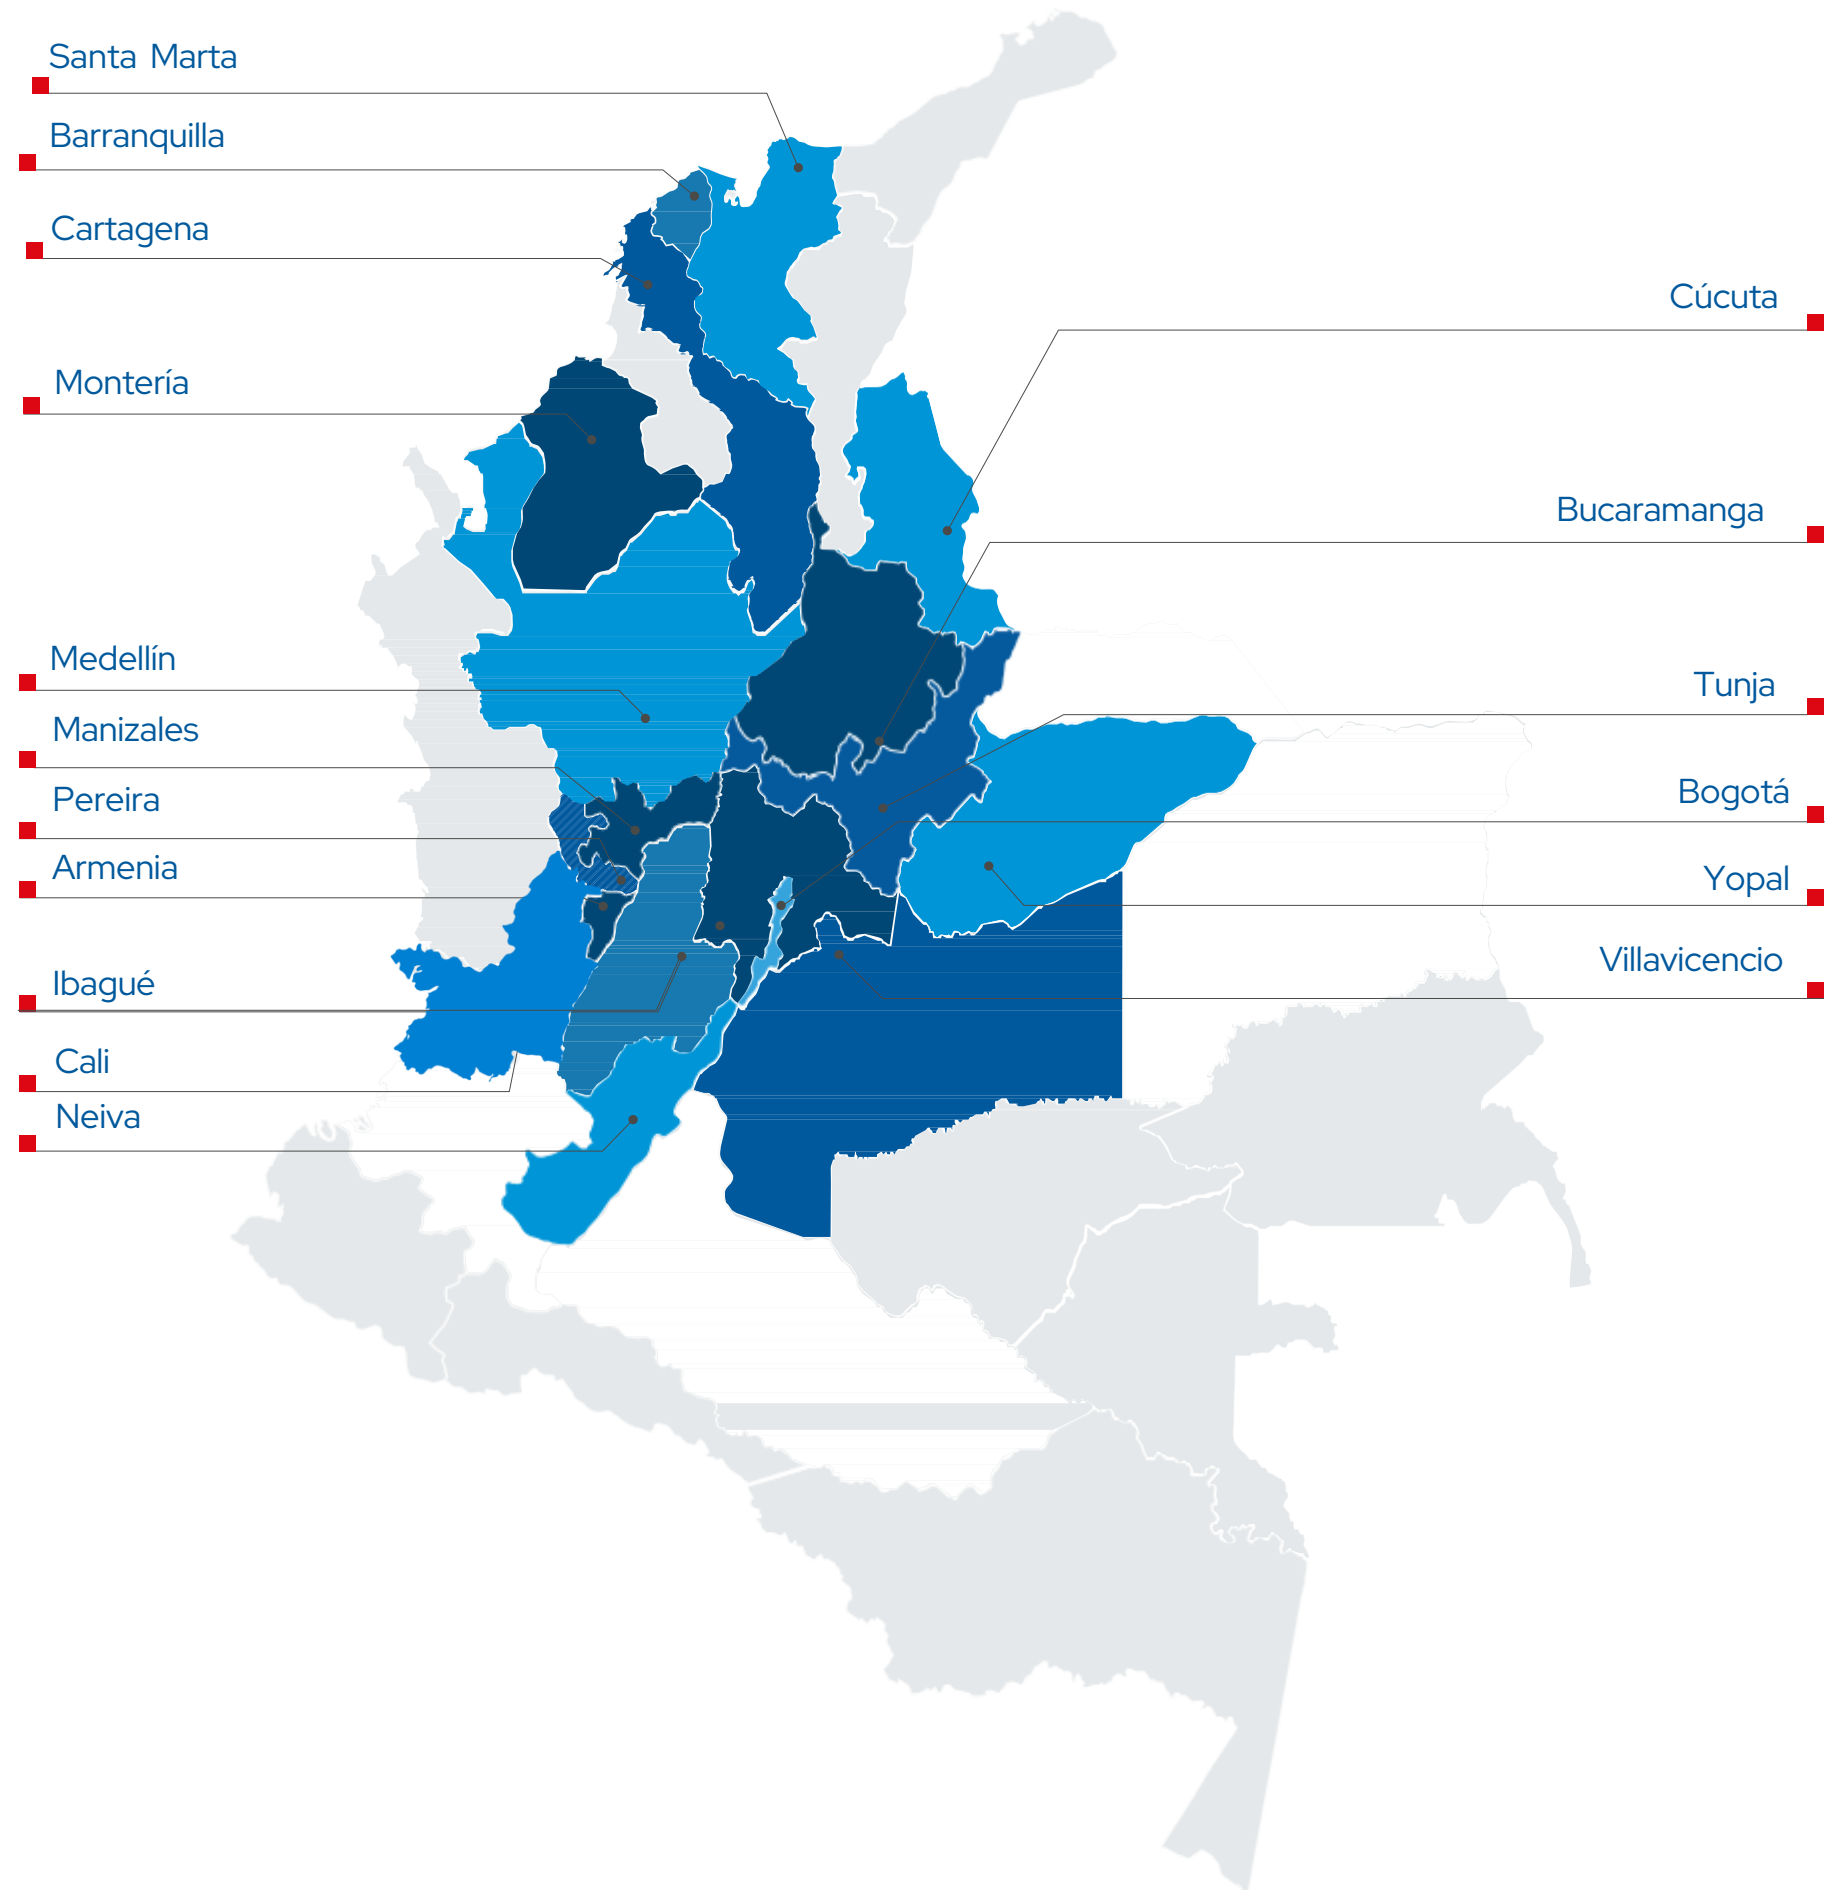 Santa Marta
Barranquilla
Cartagena
Montería
Medellín
Manizales
Pereira
Armenia
Ibagué
Cali
Neiva
Cúcuta
Bucaramanga
Tunja
Bogotá
Yopal
Villavicencio